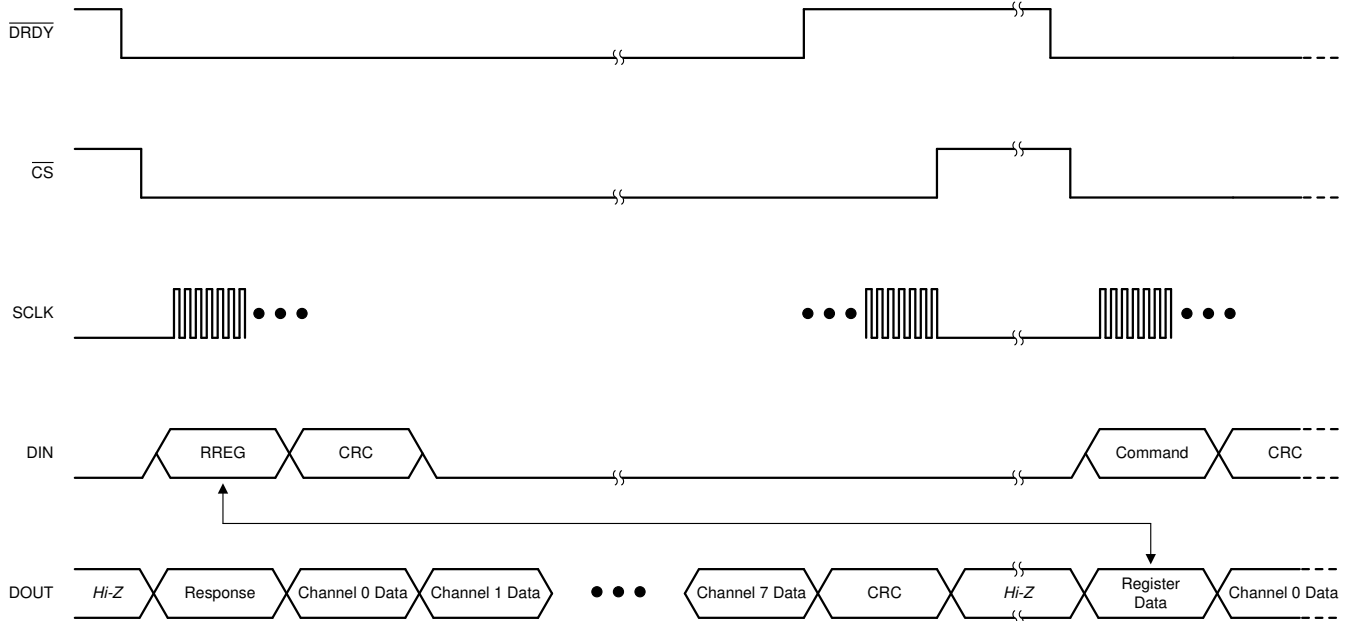 DRDY
CS
SCLK
DIN
RREG
CRC
Command
CRC
DOUT
Hi-Z
Response
Channel 0 Data
Channel 1 Data
Channel 7 Data
CRC
Hi-Z
Register
Data
Channel 0 Data